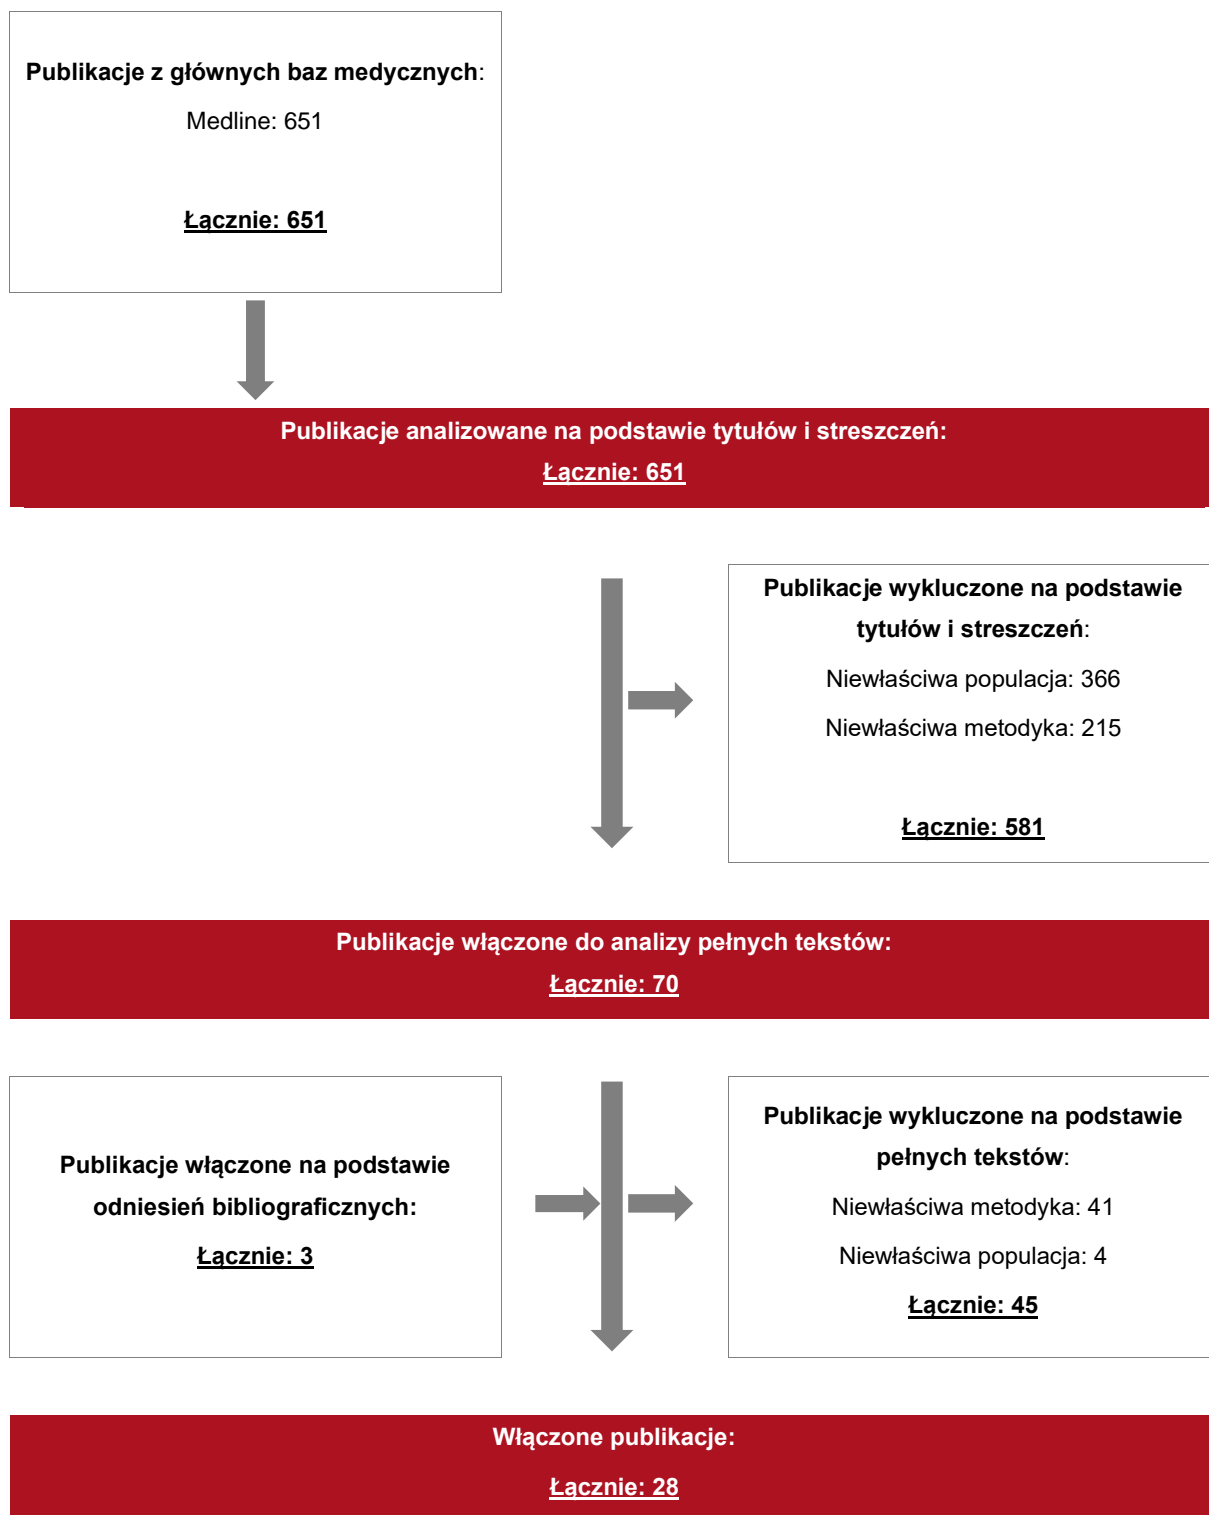 Publikacje z głównych baz medycznych:
Medline: 651
Łącznie: 651
Publikacje analizowane na podstawie tytułów i streszczeń:
Łącznie: 651
Publikacje wykluczone na podstawie
tytułów i streszczeń:
Niewłaściwa populacja: 366
Niewłaściwa metodyka: 215
Łącznie: 581
Publikacje włączone do analizy pełnych tekstów:
Łącznie: 70
Publikacje włączone na podstawie
odniesień bibliograficznych:
Łącznie: 3
Publikacje wykluczone na podstawie
pełnych tekstów:
Niewłaściwa metodyka: 41
Niewłaściwa populacja: 4
Łącznie: 45
Włączone publikacje:
Łącznie: 28